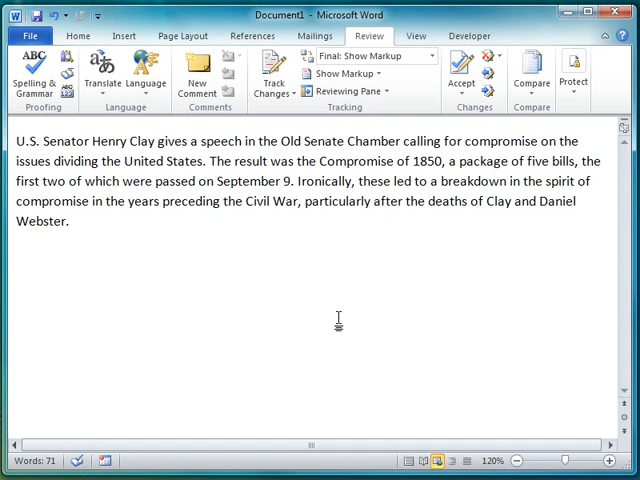 Document1 - Microsoft Word
File Home Insert Page Layout References Mailings Review View Developer
ABC Spelling & Grammar
ABC 123
Proofing
Translate Language
Language
New Comment
Comments
Track Changes
Final: Show Markup
Show Markup
Reviewing Pane
Tracking
Accept
Changes
Compare
Compare
Protect
U.S. Senator Henry Clay gives a speech in the Old Senate Chamber calling for compromise on the
issues dividing the United States. The result was the Compromise of 1850, a package of five bills, the
first two of which were passed on September 9. Ironically, these led to a breakdown in the spirit of
compromise in the years preceding the Civil War, particularly after the deaths of Clay and Daniel
Webster.
Words: 71 120%